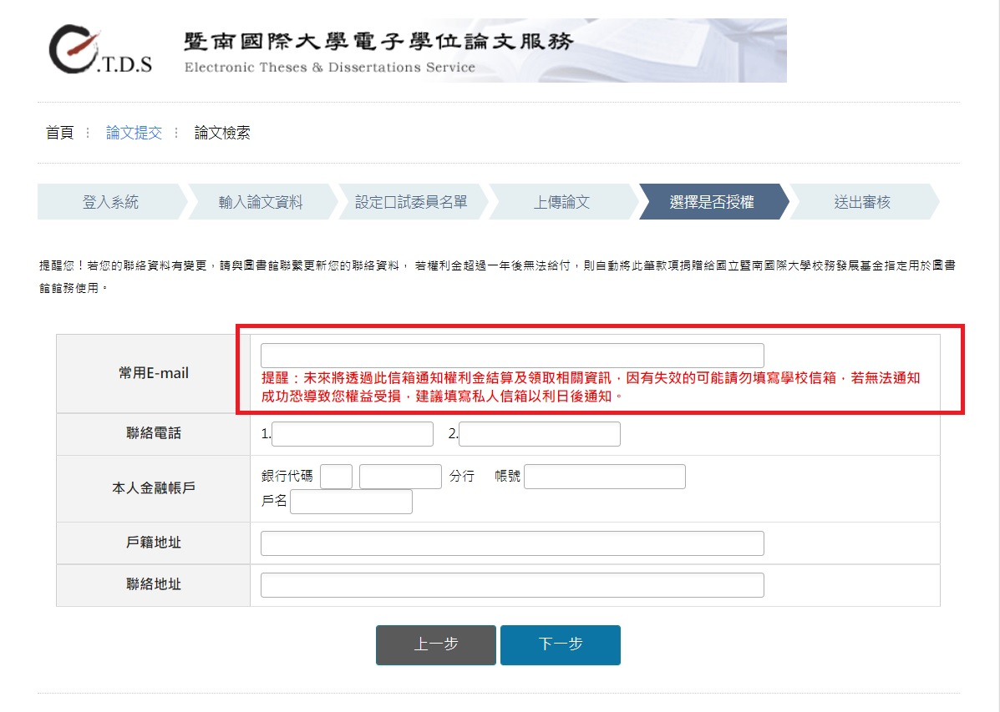 .T.D.S
暨南國際大學電子學位論文服務
Electronic Theses & Dissertations Service
首頁 ⋮ 論文提交 ⋮ 論文檢索
登入系統 輸入論文資料 設定口試委員名單 上傳論文 選擇是否授權 送出審核
提醒您！若您的聯絡資料有變更，請與圖書館聯繫更新您的聯絡資料， 若權利金超過一年後無法給付，則自動將此筆款項捐贈給國立暨南國際大學校務發展基金指定用於圖書
館館務使用。
常用E-mail
提醒：未來將透過此信箱通知權利金結算及領取相關資訊，因有失效的可能請勿填寫學校信箱，若無法通知
成功恐導致您權益受損，建議填寫私人信箱以利日後通知。
聯絡電話 1. 2.
本人金融帳戶 銀行代碼 分行 帳號
戶名
戶籍地址
聯絡地址
上一步 下一步